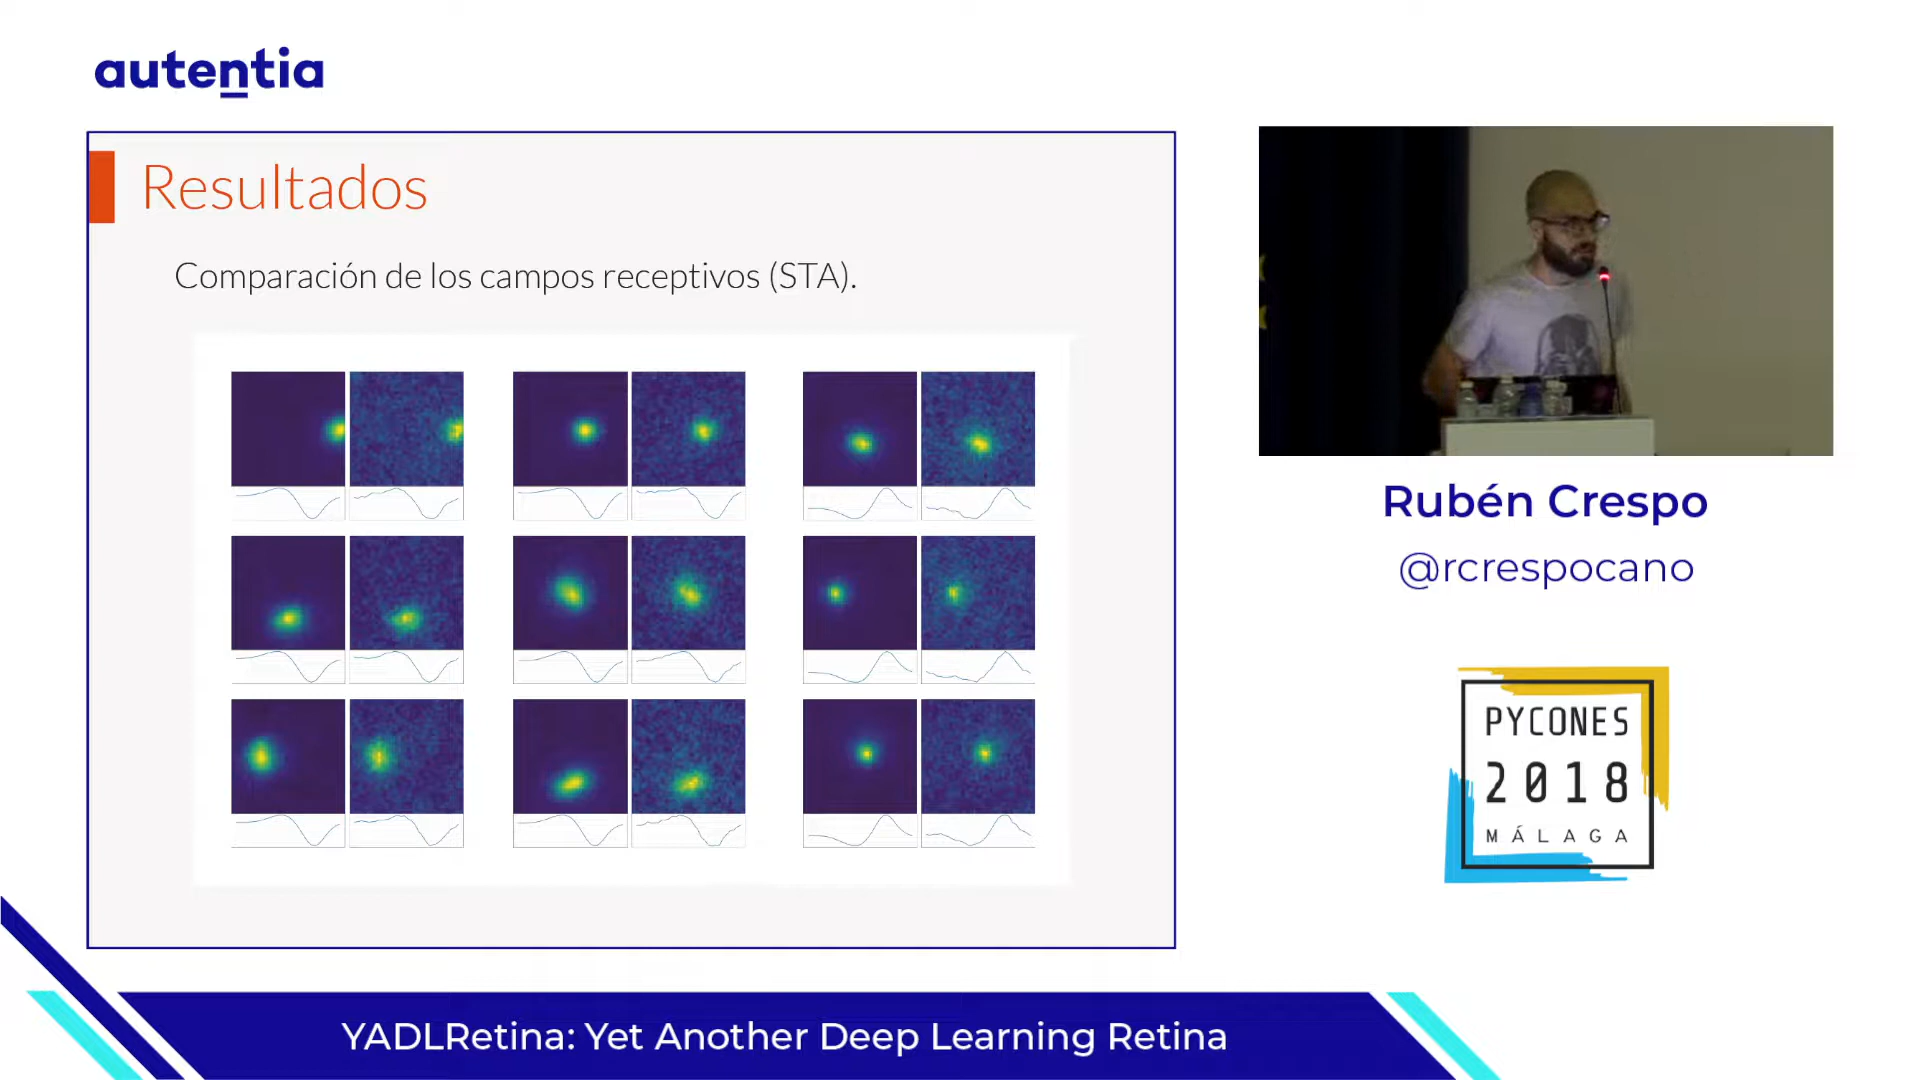 autentia
Resultados
Comparación de los campos receptivos (STA).
Rubén Crespo
@rcrespocano
PYCONES
2018
MÁLAGA
YADLRetina: Yet Another Deep Learning Retina